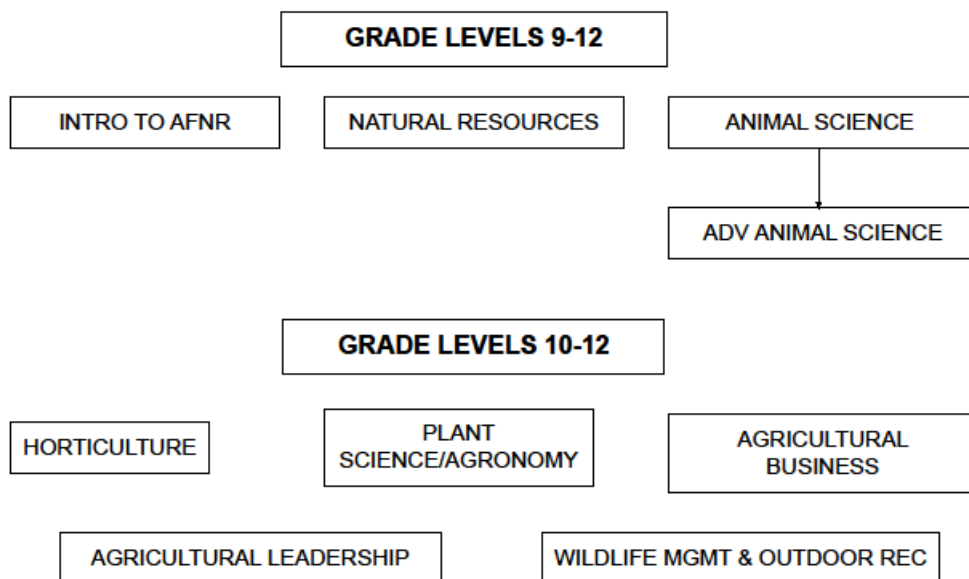 GRADE LEVELS 9-12
INTRO TO AFNR
NATURAL RESOURCES
ANIMAL SCIENCE
ADV ANIMAL SCIENCE
GRADE LEVELS 10-12
HORTICULTURE
PLANT
SCIENCE/AGRONOMY
AGRICULTURAL
BUSINESS
AGRICULTURAL LEADERSHIP
WILDLIFE MGMT & OUTDOOR REC